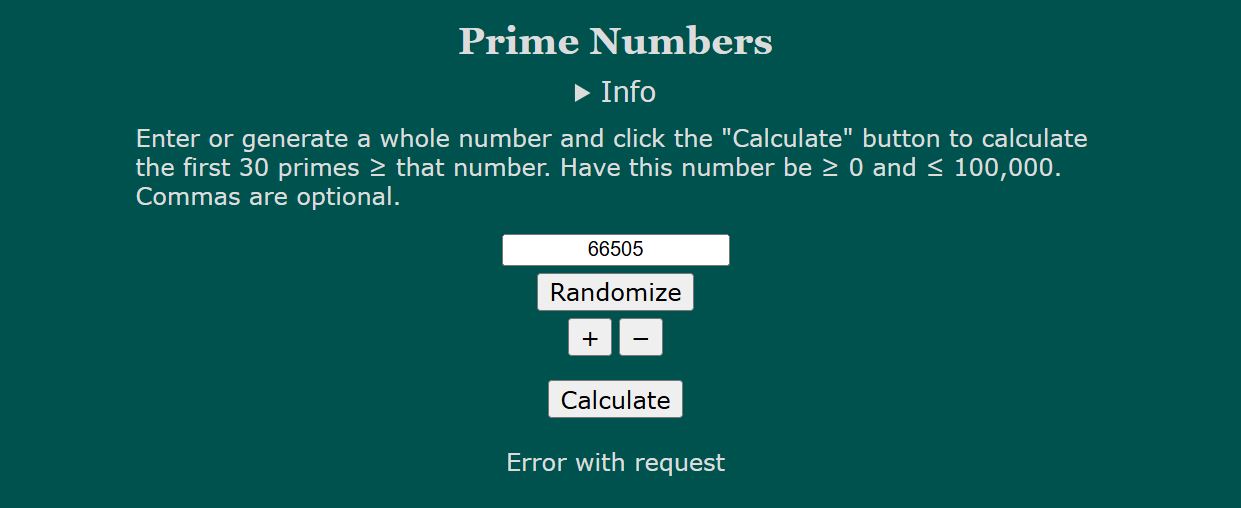 Prime Numbers
▶ Info
Enter or generate a whole number and click the "Calculate" button to calculate
the first 30 primes ≥ that number. Have this number be ≥ 0 and ≤ 100,000.
Commas are optional.
66505
Randomize
+ −
Calculate
Error with request